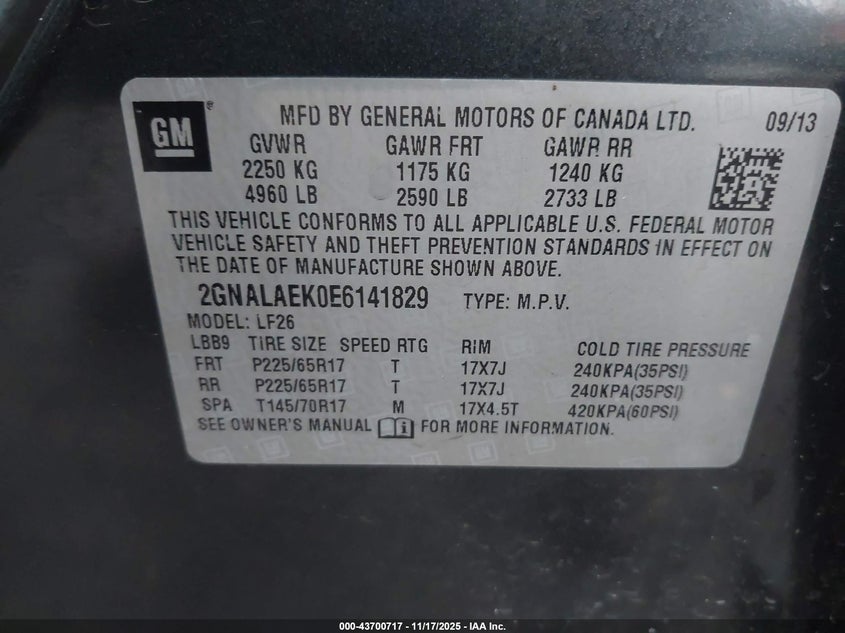 GM ®
MFD BY GENERAL MOTORS OF CANADA LTD. 09/13
GVWR GAWR FRT GAWR RR
2250 KG 1175 KG 1240 KG
4960 LB 2590 LB 2733 LB
THIS VEHICLE CONFORMS TO ALL APPLICABLE U.S. FEDERAL MOTOR
VEHICLE SAFETY AND THEFT PREVENTION STANDARDS IN EFFECT ON
THE DATE OF MANUFACTURE SHOWN ABOVE.
2GNALAEK0E6141829 TYPE: M.P.V.
MODEL: LF26
LBB9 TIRE SIZE SPEED RTG RIM COLD TIRE PRESSURE
FRT P225/65R17 T 17X7J 240KPA(35PSI)
RR P225/65R17 T 17X7J 240KPA(35PSI)
SPA T145/70R17 M 17X4.5T 420KPA(60PSI)
SEE OWNER'S MANUAL FOR MORE INFORMATION.
000-43700717 - 11/17/2025 - IAA Inc.